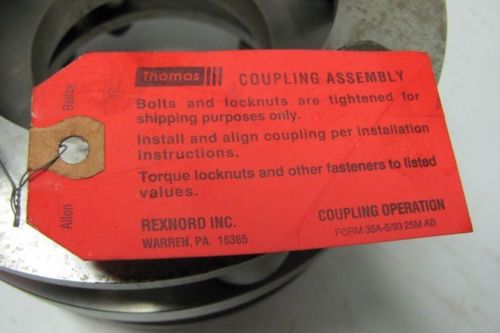 Thomas COUPLING ASSEMBLY
Bolts and locknuts are tightened for
shipping purposes only.
Install and align coupling per installation
instructions.
Torque locknuts and other fasteners to listed
values.
REXNORD INC.
WARREN, PA. 16365
COUPLING OPERATION
FORM 35A-5/93 25M AB
Bailey
Allen